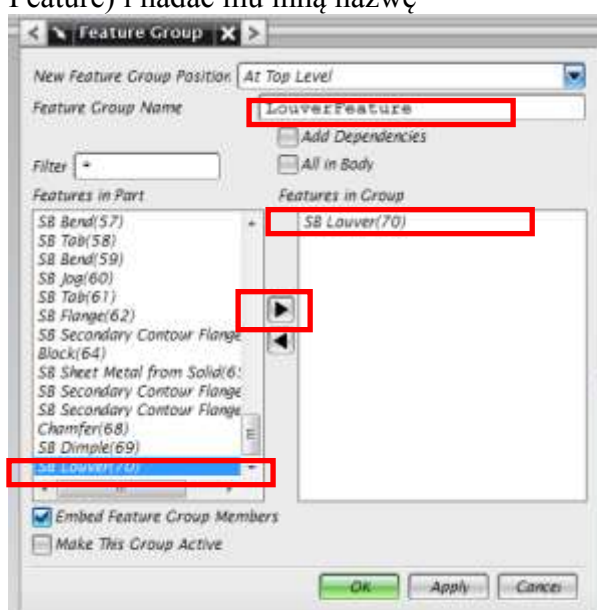 Feature) i nadać mu inną nazwę
Feature Group
New Feature Group Position At Top Level
Feature Group Name LouverFeature
Add Dependencies
Filter * All in Body
Features in Part Features in Group
SB Bend(57) SB Louver(70)
SB Tab(58)
SB Bend(59)
SB Jog(60)
SB Tab(61)
SB Flange(62)
SB Secondary Contour Flange
Block(64)
SB Sheet Metal from Solid(6
SB Secondary Contour Flange
SB Secondary Contour Flange
Chamfer(68)
SB Dimple(69)
SB Louver(70)
Embed Feature Group Members
Make This Group Active
OK Apply Cancel